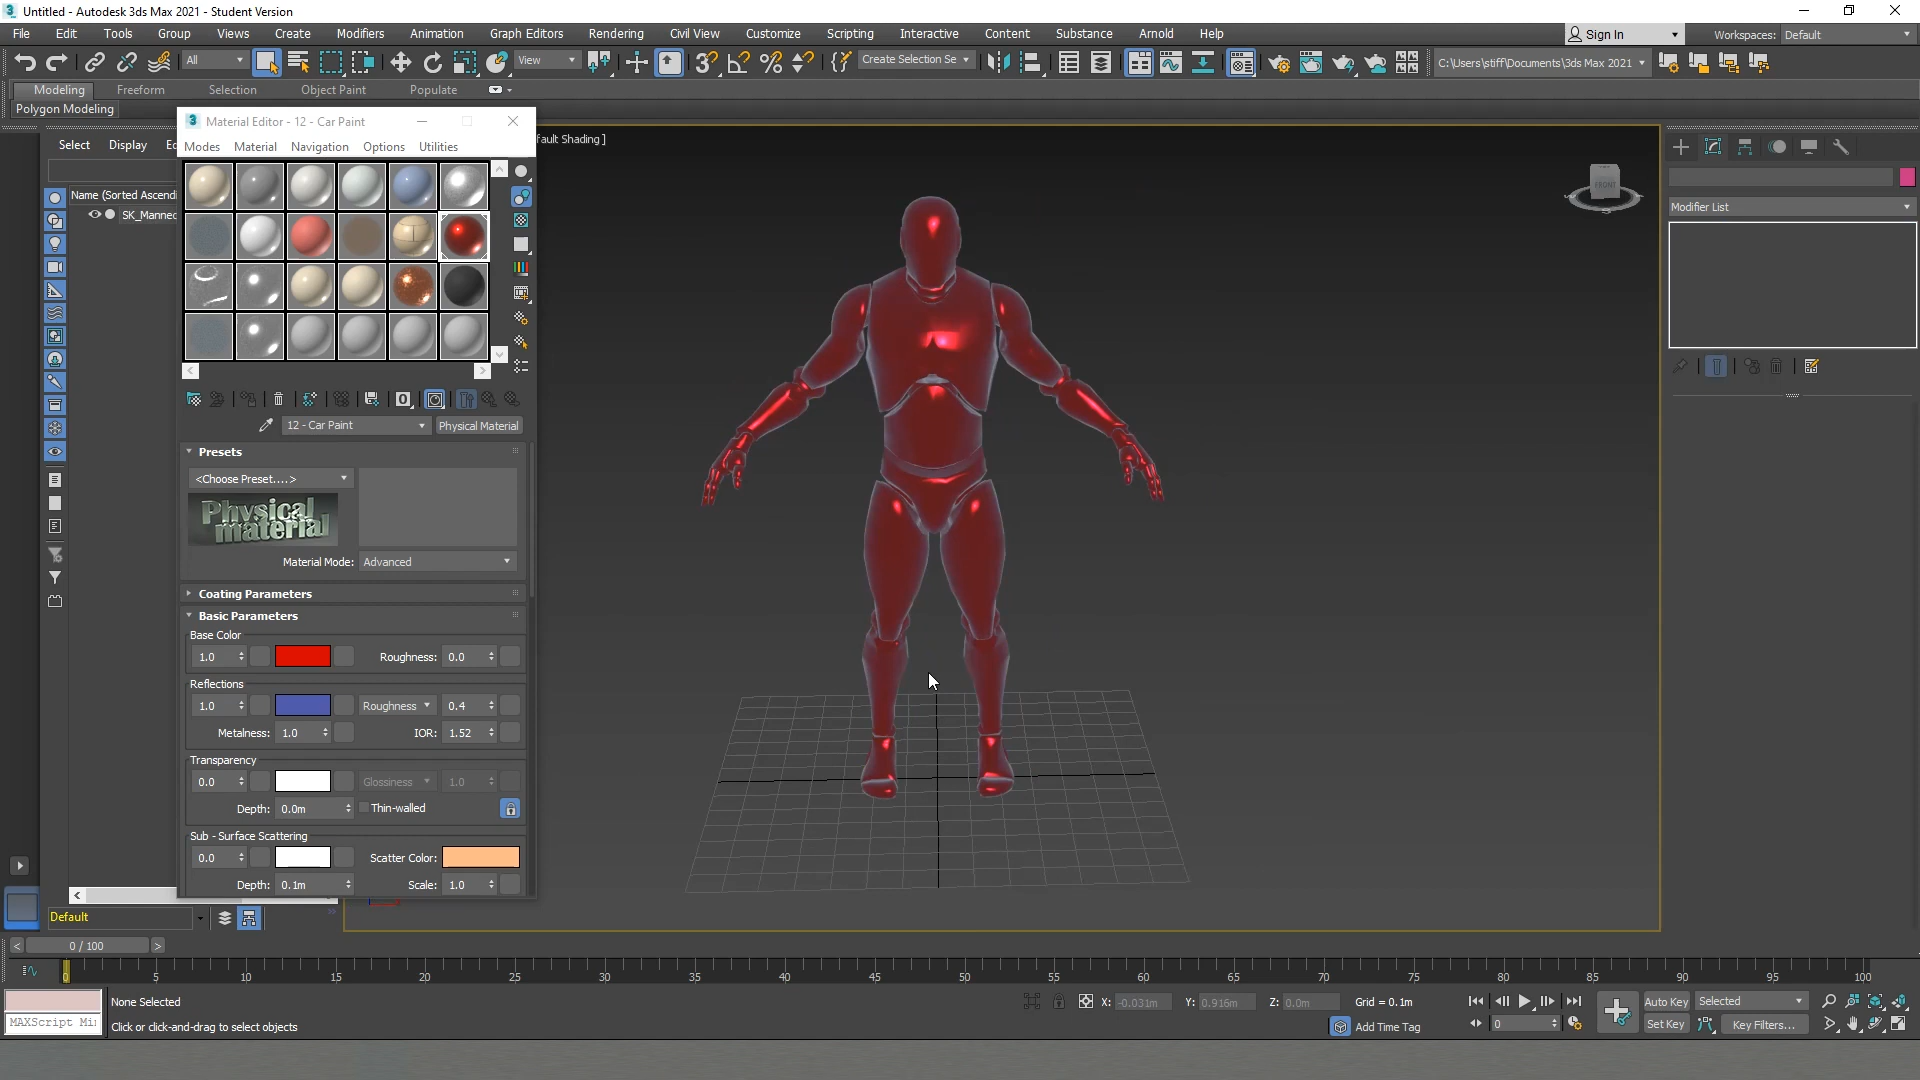 Untitled - Autodesk 3ds Max 2021 - Student Version
File Edit Tools Group Views Create Modifiers Animation Graph Editors Rendering Civil View Customize Scripting Interactive Content Substance Arnold Help
Sign In
Workspaces: Default
All
View
Create Selection Se
C:\Users\stiff\Documents\3ds Max 2021
Modeling Freeform Selection Object Paint Populate
Polygon Modeling
3 Material Editor - 12 - Car Paint
fault Shading ]
Select Display
Modes Material Navigation Options Utilities
Name (Sorted Ascendi
SK_Manneq
FRONT
Modifier List
12 - Car Paint
Physical Material
Presets
<Choose Preset....>
Physical material
Material Mode: Advanced
Coating Parameters
Basic Parameters
Base Color
1.0 Roughness: 0.0
Reflections
1.0 Roughness 0.4
Metalness: 1.0 IOR: 1.52
Transparency
0.0 Glossiness 1.0
Depth: 0.0m Thin-walled
Sub - Surface Scattering
0.0 Scatter Color:
Depth: 0.1m Scale: 1.0
Default
0 / 100
0 5 10 15 20 25 30 35 40 45 50 55 60 65 70 75 80 85 90 95 100
None Selected
X: -0.031m Y: 0.916m Z: 0.0m Grid = 0.1m
Auto Key Selected
MAXScript Mi
Click or click-and-drag to select objects
Add Time Tag
0
Set Key Key Filters...